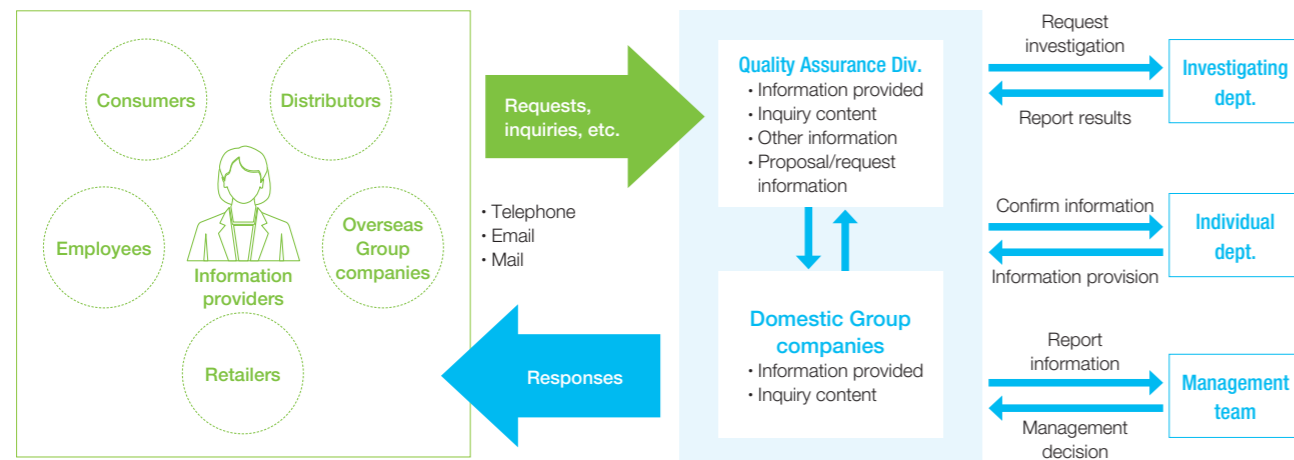 Consumers
Distributors
Employees
Overseas
Group
companies
Information
providers
Retailers
Requests,
inquiries, etc.
・Telephone
・Email
・Mail
Responses
Quality Assurance Div.
・Information provided
・Inquiry content
・Other information
・Proposal/request
information
Domestic Group
companies
・Information provided
・Inquiry content
Request
investigation
Report results
Investigating
dept.
Confirm information
Information provision
Individual
dept.
Report
information
Management
decision
Management
team